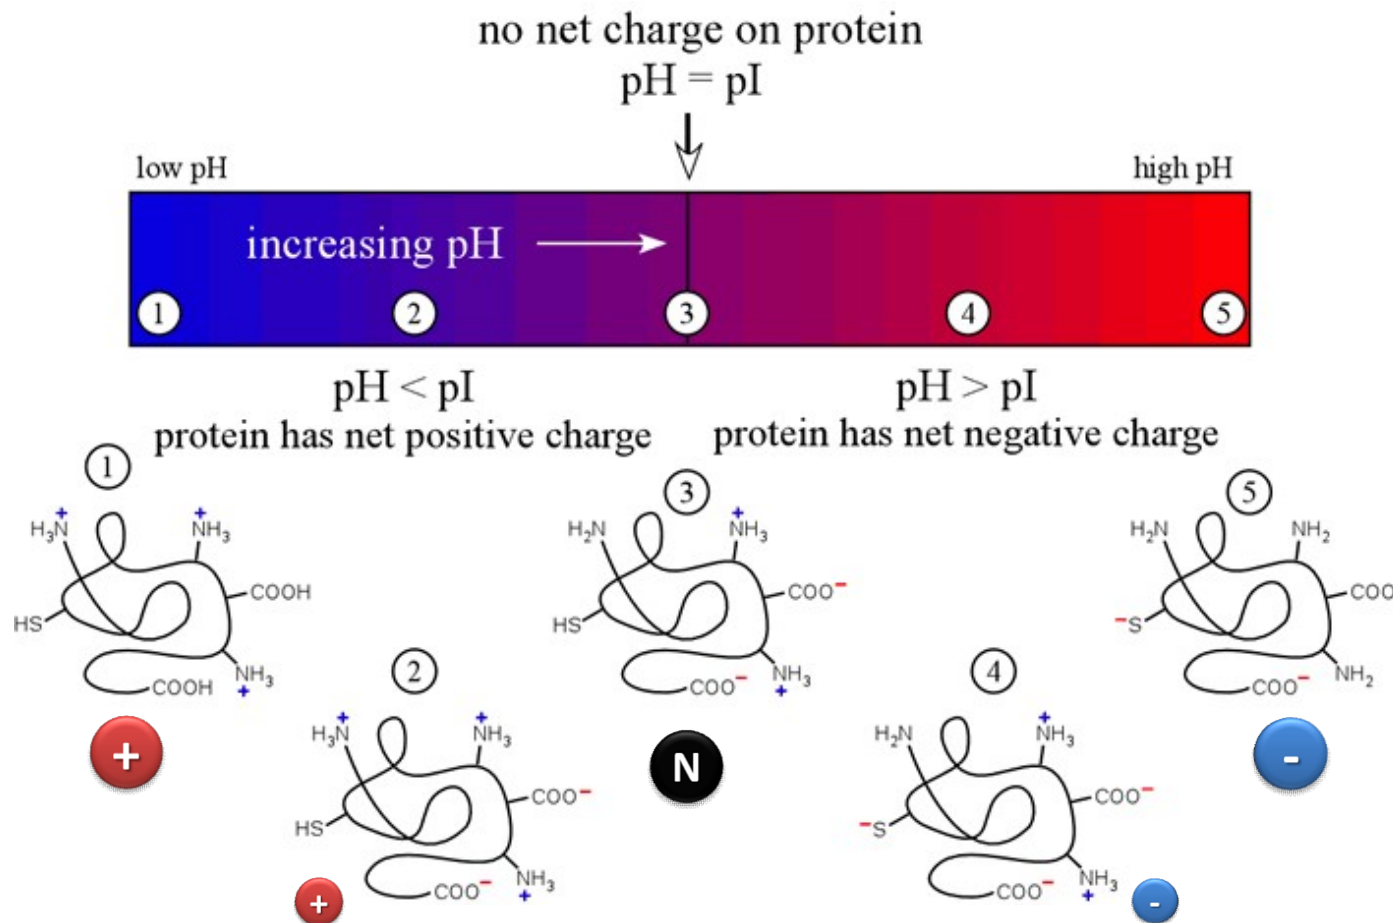 no net charge on protein
pH = pI
low pH
high pH
increasing pH
1
2
3
4
5
pH < pI
pH > pI
protein has net positive charge
protein has net negative charge
1
H₃N⁺
NH₃⁺
COOH
HS
NH₃⁺
COOH
+
2
H₃N⁺
NH₃⁺
COO⁻
HS
NH₃⁺
COO⁻
+
3
H₂N
NH₃⁺
COO⁻
HS
NH₃⁺
COO⁻
N
4
H₂N
NH₃⁺
COO⁻
⁻S
NH₃⁺
COO⁻
-
5
H₂N
NH₂
COO
⁻S
NH₂
COO⁻
-